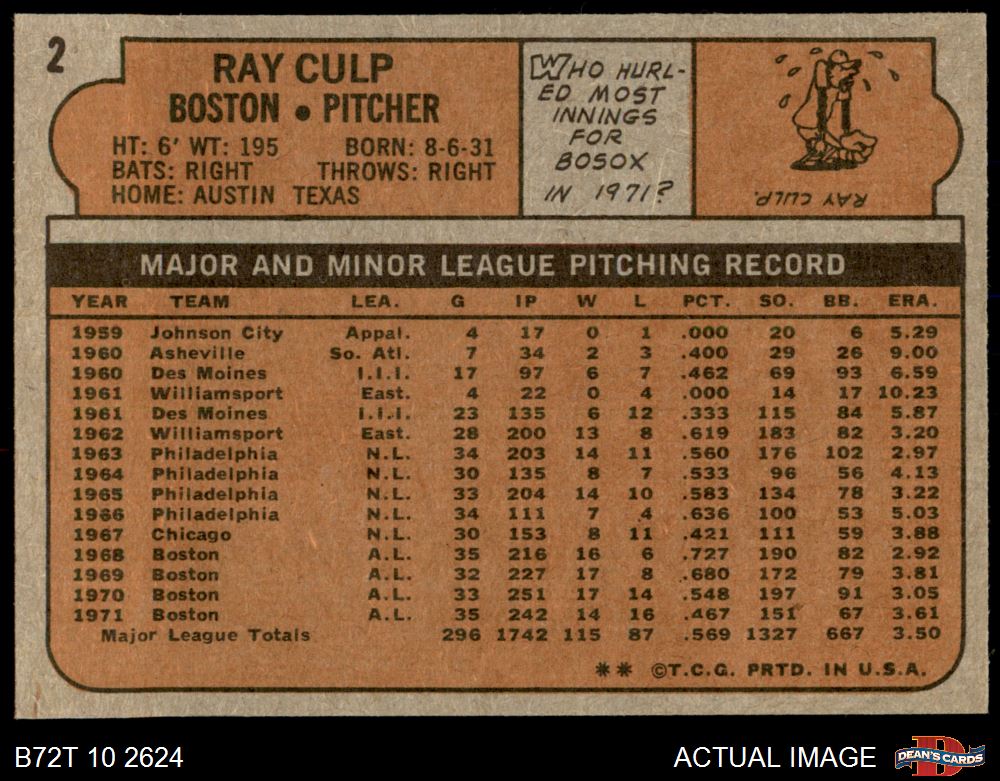 2
RAY CULP
BOSTON • PITCHER
HT: 6' WT: 195 BORN: 8-6-31
BATS: RIGHT THROWS: RIGHT
HOME: AUSTIN TEXAS
WHO HURL-
ED MOST
INNINGS
FOR
BOSOX
IN 1971?
RAY CULP.
MAJOR AND MINOR LEAGUE PITCHING RECORD
YEAR TEAM LEA. G IP W L PCT. SO. BB. ERA.
1959 Johnson City Appal. 4 17 0 1 .000 20 6 5.29
1960 Asheville So. Atl. 7 34 2 3 .400 29 26 9.00
1960 Des Moines I.I.I. 17 97 6 7 .462 69 93 6.59
1961 Williamsport East. 4 22 0 4 .000 14 17 10.23
1961 Des Moines I.I.I. 23 135 6 12 .333 115 84 5.87
1962 Williamsport East. 28 200 13 8 .619 183 82 3.20
1963 Philadelphia N.L. 34 203 14 11 .560 176 102 2.97
1964 Philadelphia N.L. 30 135 8 7 .533 96 56 4.13
1965 Philadelphia N.L. 33 204 14 10 .583 134 78 3.22
1966 Philadelphia N.L. 34 111 7 4 .636 100 53 5.03
1967 Chicago N.L. 30 153 8 11 .421 111 59 3.88
1968 Boston A.L. 35 216 16 6 .727 190 82 2.92
1969 Boston A.L. 32 227 17 8 .680 172 79 3.81
1970 Boston A.L. 33 251 17 14 .548 197 91 3.05
1971 Boston A.L. 35 242 14 16 .467 151 67 3.61
Major League Totals 296 1742 115 87 .569 1327 667 3.50
** ©T.C.G. PRTD. IN U.S.A.
B72T 10 2624
ACTUAL IMAGE
D
DEAN'S CARDS